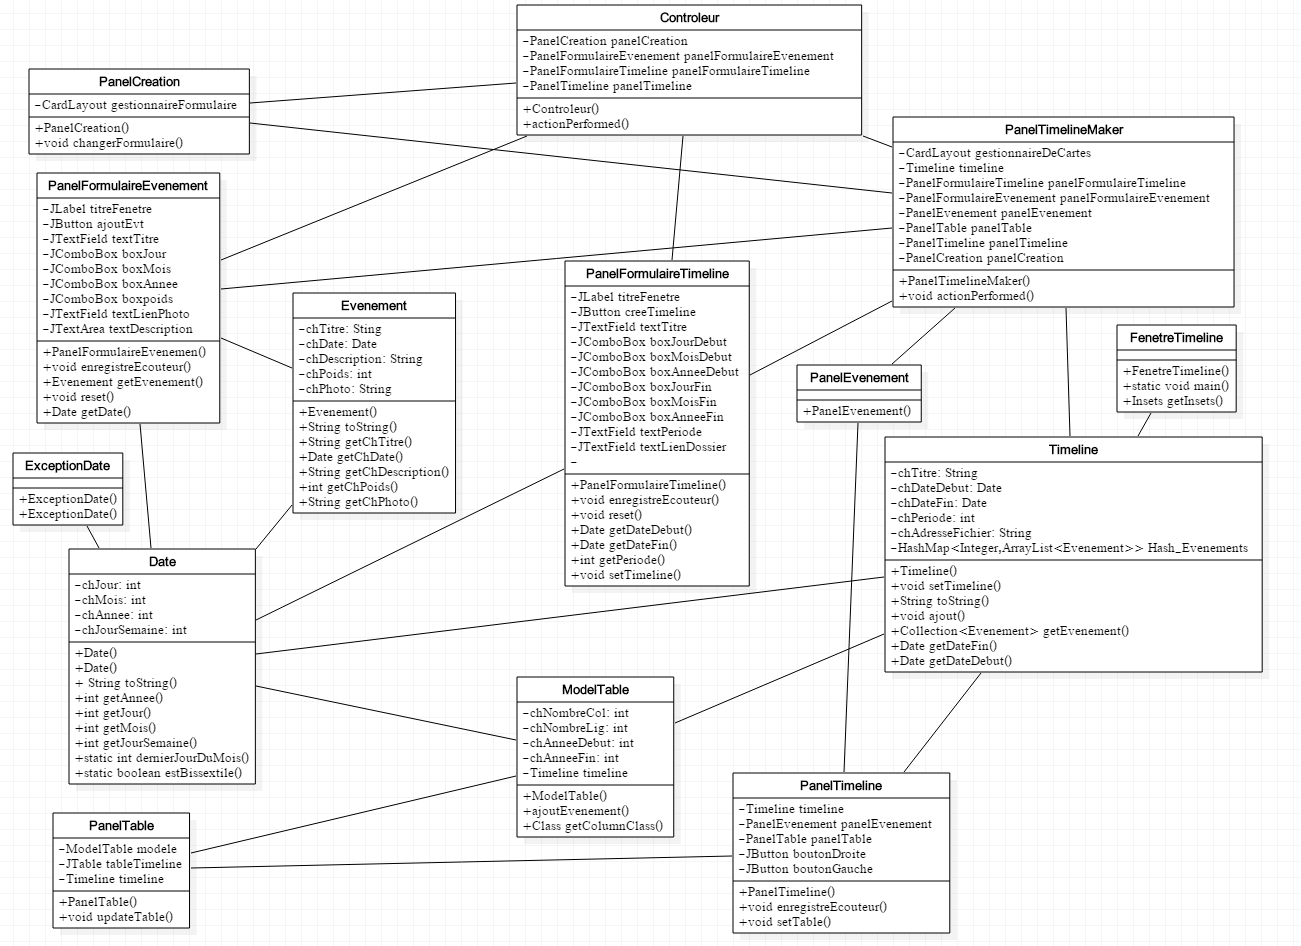 Controleur
-PanelCreation panelCreation
-PanelFormulaireEvenement panelFormulaireEvenement
-PanelFormulaireTimeline panelFormulaireTimeline
-PanelTimeline panelTimeline
+Controleur()
+actionPerformed()
PanelCreation
-CardLayout gestionnaireFormulaire
+PanelCreation()
+void changerFormulaire()
PanelTimelineMaker
-CardLayout gestionnaireDeCartes
-Timeline timeline
-PanelFormulaireTimeline panelFormulaireTimeline
-PanelFormulaireEvenement panelFormulaireEvenement
-PanelEvenement panelEvenement
-PanelTable panelTable
-PanelTimeline panelTimeline
-PanelCreation panelCreation
+PanelTimelineMaker()
+void actionPerformed()
PanelFormulaireEvenement
-JLabel titreFenetre
-JButton ajoutEvt
-JTextField textTitre
-JComboBox boxJour
-JComboBox boxMois
-JComboBox boxAnnee
-JComboBox boxpoids
-JTextField textLienPhoto
-JTextArea textDescription
+PanelFormulaireEvenemen()
+void enregistreEcouteur()
+Evenement getEvenement()
+void reset()
+Date getDate()
Evenement
-chTitre: Sting
-chDate: Date
-chDescription: String
-chPoids: int
-chPhoto: String
+Evenement()
+String toString()
+String getChTitre()
+Date getChDate()
+String getChDescription()
+int getChPoids()
+String getChPhoto()
PanelFormulaireTimeline
-JLabel titreFenetre
-JButton creeTimeline
-JTextField textTitre
-JComboBox boxJourDebut
-JComboBox boxMoisDebut
-JComboBox boxAnneeDebut
-JComboBox boxJourFin
-JComboBox boxMoisFin
-JComboBox boxAnneeFin
-JTextField textPeriode
-JTextField textLienDossier
-
+PanelFormulaireTimeline()
+void enregistreEcouteur()
+void reset()
+Date getDateDebut()
+Date getDateFin()
+int getPeriode()
+void setTimeline()
PanelEvenement
+PanelEvenement()
FenetreTimeline
+FenetreTimeline()
+static void main()
+Insets getInsets()
ExceptionDate
+ExceptionDate()
+ExceptionDate()
Timeline
-chTitre: String
-chDateDebut: Date
-chDateFin: Date
-chPeriode: int
-chAdresseFichier: String
-HashMap<Integer,ArrayList<Evenement>> Hash_Evenements
+Timeline()
+void setTimeline()
+String toString()
+void ajout()
+Collection<Evenement> getEvenement()
+Date getDateFin()
+Date getDateDebut()
Date
-chJour: int
-chMois: int
-chAnnee: int
-chJourSemaine: int
+Date()
+Date()
+ String toString()
+int getAnnee()
+int getJour()
+int getMois()
+int getJourSemaine()
+static int dernierJourDuMois()
+static boolean estBissextile()
ModelTable
-chNombreCol: int
-chNombreLig: int
-chAnneeDebut: int
-chAnneeFin: int
-Timeline timeline
+ModelTable()
+ajoutEvenement()
+Class getColumnClass()
PanelTimeline
-Timeline timeline
-PanelEvenement panelEvenement
-PanelTable panelTable
-JButton boutonDroite
-JButton boutonGauche
+PanelTimeline()
+void enregistreEcouteur()
+void setTable()
PanelTable
-ModelTable modele
-JTable tableTimeline
-Timeline timeline
+PanelTable()
+void updateTable()